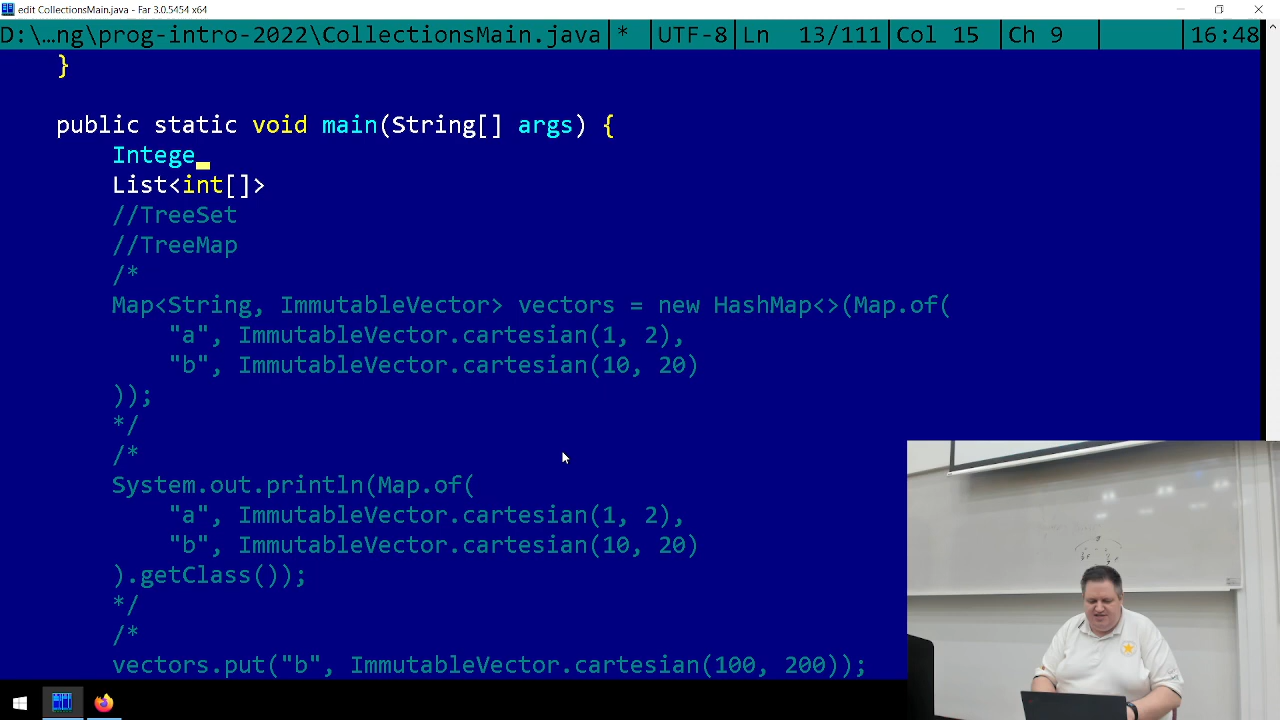 edit CollectionsMain.java - Far 3.0.5454 x64
D:\…ng\prog-intro-2022\CollectionsMain.java * UTF-8 Ln 13/111 Col 15 Ch 9 16:48
}
public static void main(String[] args) {
Intege
List<int[]>
//TreeSet
//TreeMap
/*
Map<String, ImmutableVector> vectors = new HashMap<>(Map.of(
"a", ImmutableVector.cartesian(1, 2),
"b", ImmutableVector.cartesian(10, 20)
));
*/
/*
System.out.println(Map.of(
"a", ImmutableVector.cartesian(1, 2),
"b", ImmutableVector.cartesian(10, 20)
).getClass());
*/
/*
vectors.put("b", ImmutableVector.cartesian(100, 200));